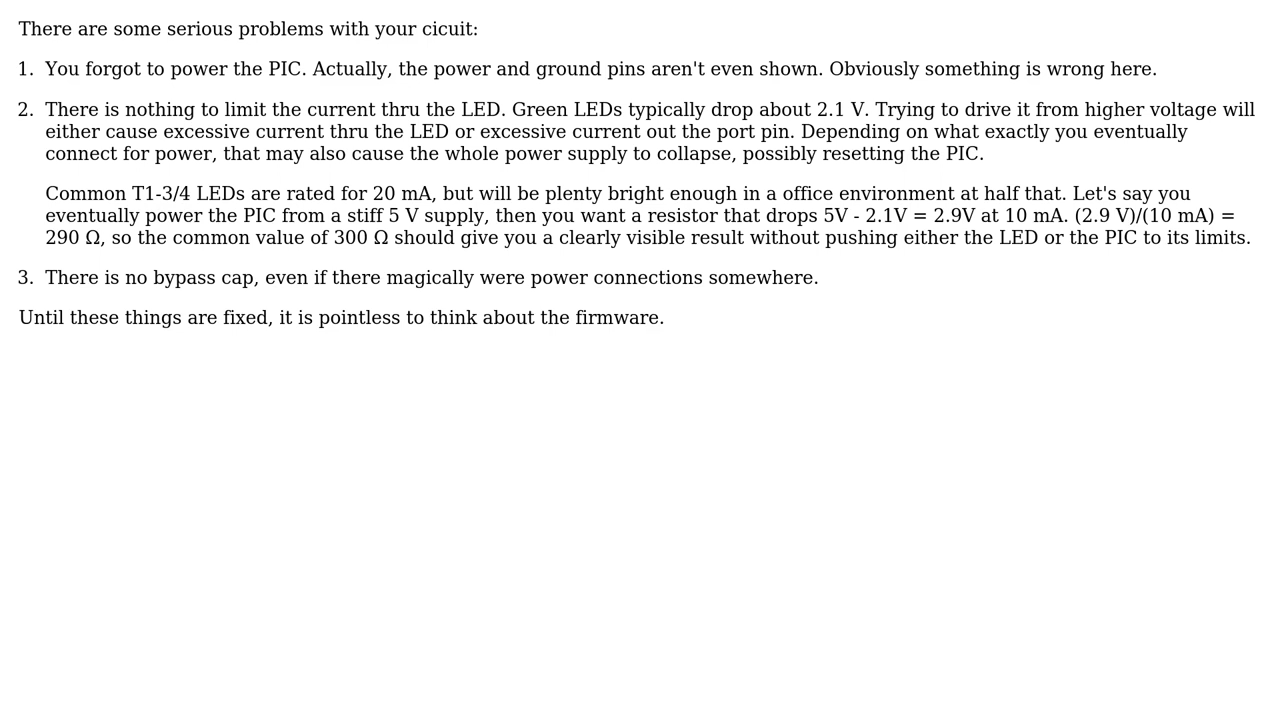 There are some serious problems with your cicuit:
1. You forgot to power the PIC. Actually, the power and ground pins aren't even shown. Obviously something is wrong here.
2. There is nothing to limit the current thru the LED. Green LEDs typically drop about 2.1 V. Trying to drive it from higher voltage will
either cause excessive current thru the LED or excessive current out the port pin. Depending on what exactly you eventually
connect for power, that may also cause the whole power supply to collapse, possibly resetting the PIC.
Common T1-3/4 LEDs are rated for 20 mA, but will be plenty bright enough in a office environment at half that. Let's say you
eventually power the PIC from a stiff 5 V supply, then you want a resistor that drops 5V - 2.1V = 2.9V at 10 mA. (2.9 V)/(10 mA) =
290 Ω, so the common value of 300 Ω should give you a clearly visible result without pushing either the LED or the PIC to its limits.
3. There is no bypass cap, even if there magically were power connections somewhere.
Until these things are fixed, it is pointless to think about the firmware.